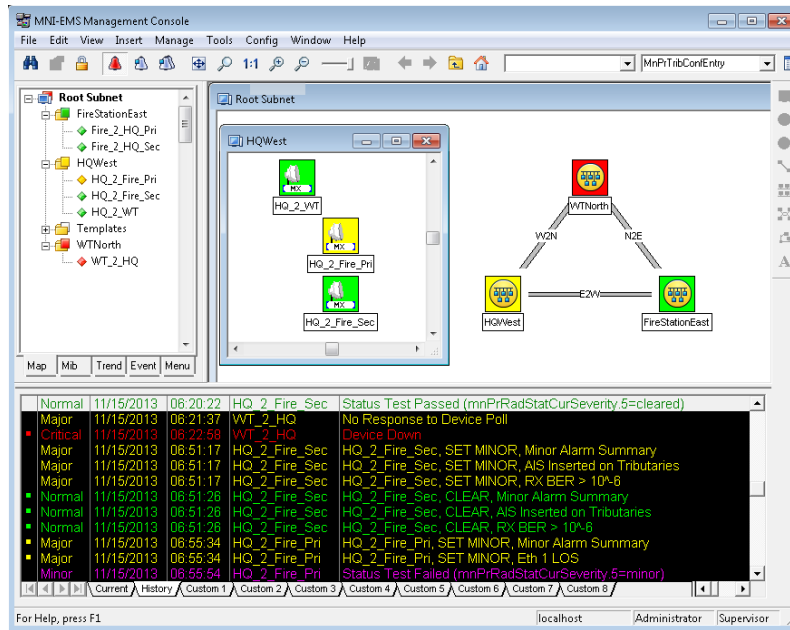 MNI-EMS Management Console
File Edit View Insert Manage Tools Config Window Help
1:1 MnPrTribConfEntry
Root Subnet
FireStationEast
Fire_2_HQ_Pri
Fire_2_HQ_Sec
HQWest
HQ_2_Fire_Pri
HQ_2_Fire_Sec
HQ_2_WT
Templates
WTNorth
WT_2_HQ
Map Mib Trend Event Menu
Root Subnet
HQWest
MX
HQ_2_WT
MX
HQ_2_Fire_Pri
MX
HQ_2_Fire_Sec
WTNorth
W2N N2E
E2W
HQWest FireStationEast
A
Normal 11/15/2013 06:20:22 HQ_2_Fire_Sec Status Test Passed (mnPrRadStatCurSeverity.5=cleared)
Major 11/15/2013 06:21:37 WT_2_HQ No Response to Device Poll
Critical 11/15/2013 06:22:58 WT_2_HQ Device Down
Major 11/15/2013 06:51:17 HQ_2_Fire_Sec HQ_2_Fire_Sec, SET MINOR, Minor Alarm Summary
Major 11/15/2013 06:51:17 HQ_2_Fire_Sec HQ_2_Fire_Sec, SET MINOR, AIS Inserted on Tributaries
Major 11/15/2013 06:51:17 HQ_2_Fire_Sec HQ_2_Fire_Sec, SET MINOR, RX BER > 10^-6
Normal 11/15/2013 06:51:26 HQ_2_Fire_Sec HQ_2_Fire_Sec, CLEAR, Minor Alarm Summary
Normal 11/15/2013 06:51:26 HQ_2_Fire_Sec HQ_2_Fire_Sec, CLEAR, AIS Inserted on Tributaries
Normal 11/15/2013 06:51:26 HQ_2_Fire_Sec HQ_2_Fire_Sec, CLEAR, RX BER > 10^-6
Major 11/15/2013 06:55:34 HQ_2_Fire_Pri HQ_2_Fire_Pri, SET MINOR, Minor Alarm Summary
Major 11/15/2013 06:55:34 HQ_2_Fire_Pri HQ_2_Fire_Pri, SET MINOR, Eth 1 LOS
Minor 11/15/2013 06:55:54 HQ_2_Fire_Pri Status Test Failed (mnPrRadStatCurSeverity.5=minor)
Current History Custom 1 Custom 2 Custom 3 Custom 4 Custom 5 Custom 6 Custom 7 Custom 8
For Help, press F1 localhost Administrator Supervisor